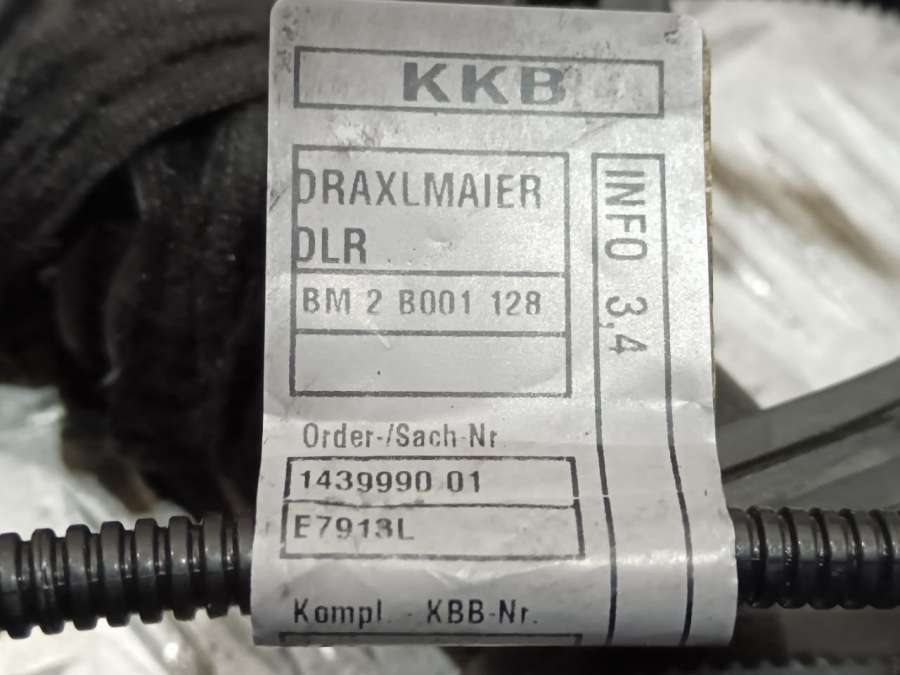 KKB
DRAXLMAIER
DLR
BM 2 B001 128
INFO 3,4
Order-/Sach-Nr
1439990 01
E7913L
Kompl. - KBB-Nr.